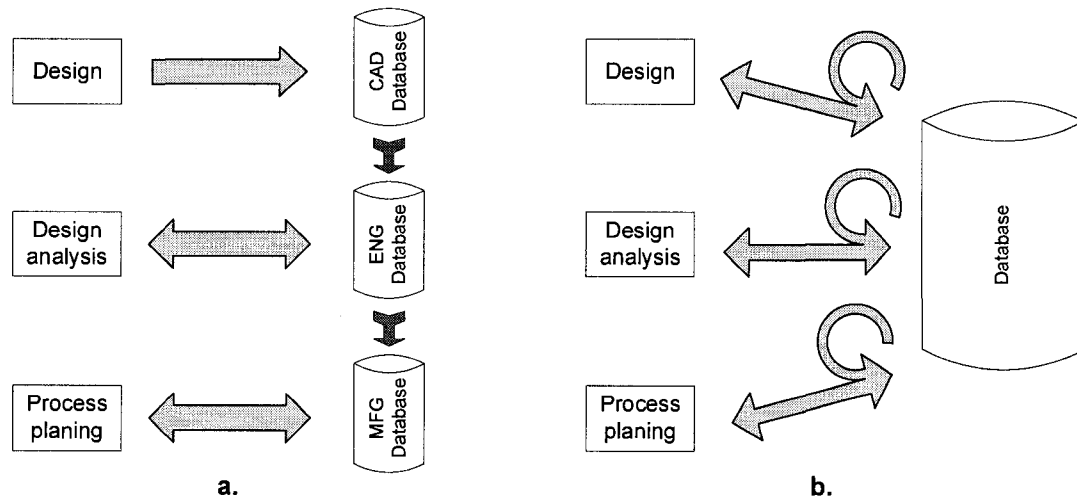 Design
CAD
Database
Design
analysis
ENG
Database
Process
planing
MFG
Database
a.
Design
Design
analysis
Process
planing
Database
b.